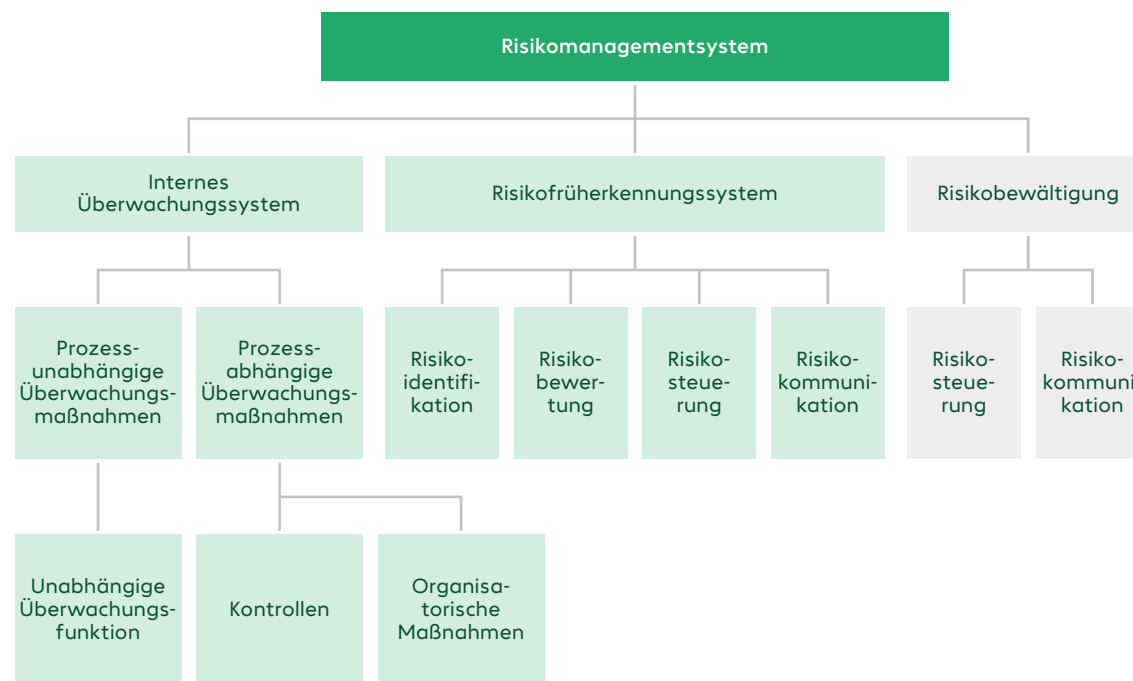 Risikomanagementsystem
Internes
Überwachungssystem
Risikofrüherkennungssystem
Risikobewältigung
Prozess-
unabhängige
Überwachungs-
maßnahmen
Prozess-
abhängige
Überwachungs-
maßnahmen
Risiko-
identifi-
kation
Risiko-
bewer-
tung
Risiko-
steue-
rung
Risiko-
kommuni-
kation
Risiko-
steue-
rung
Risiko-
kommuni
kation
Unabhängige
Überwachungs-
funktion
Kontrollen
Organisa-
torische
Maßnahmen